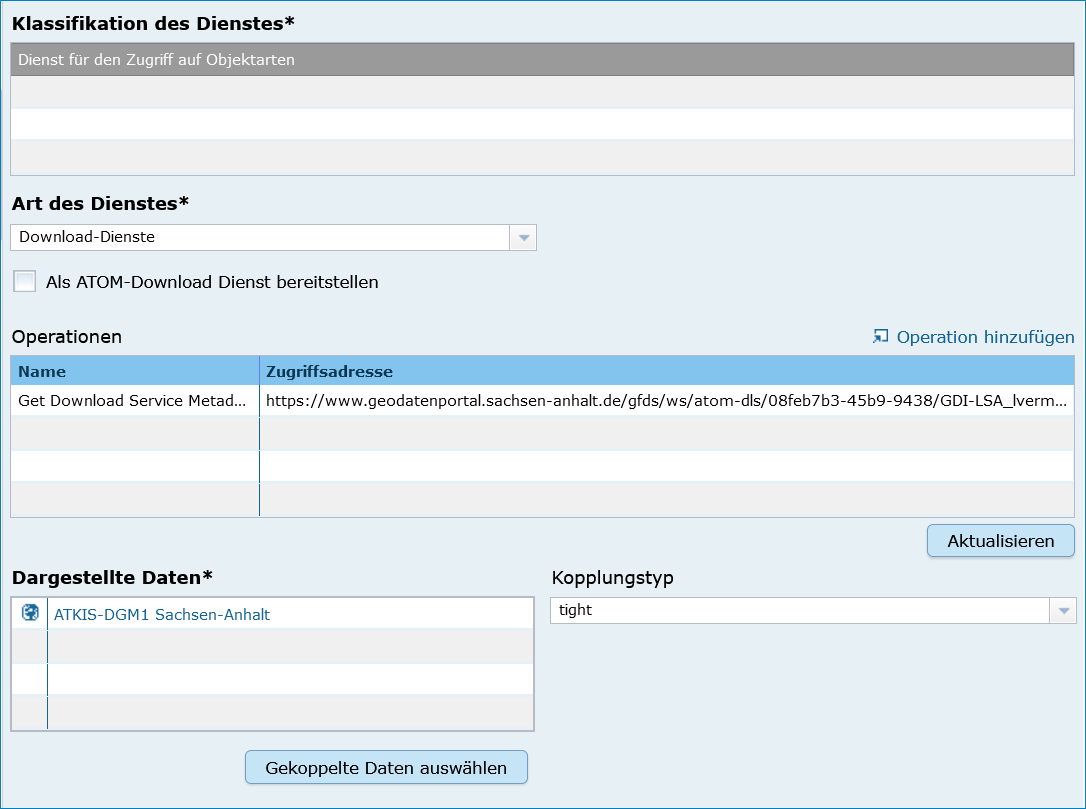 Klassifikation des Dienstes*
Dienst für den Zugriff auf Objektarten
Art des Dienstes*
Download-Dienste
Als ATOM-Download Dienst bereitstellen
Operationen
Operation hinzufügen
Name Zugriffsadresse
Get Download Service Metad... https://www.geodatenportal.sachsen-anhalt.de/gfds/ws/atom-dls/08feb7b3-45b9-9438/GDI-LSA_lverm...
Aktualisieren
Dargestellte Daten*
Kopplungstyp
ATKIS-DGM1 Sachsen-Anhalt
tight
Gekoppelte Daten auswählen